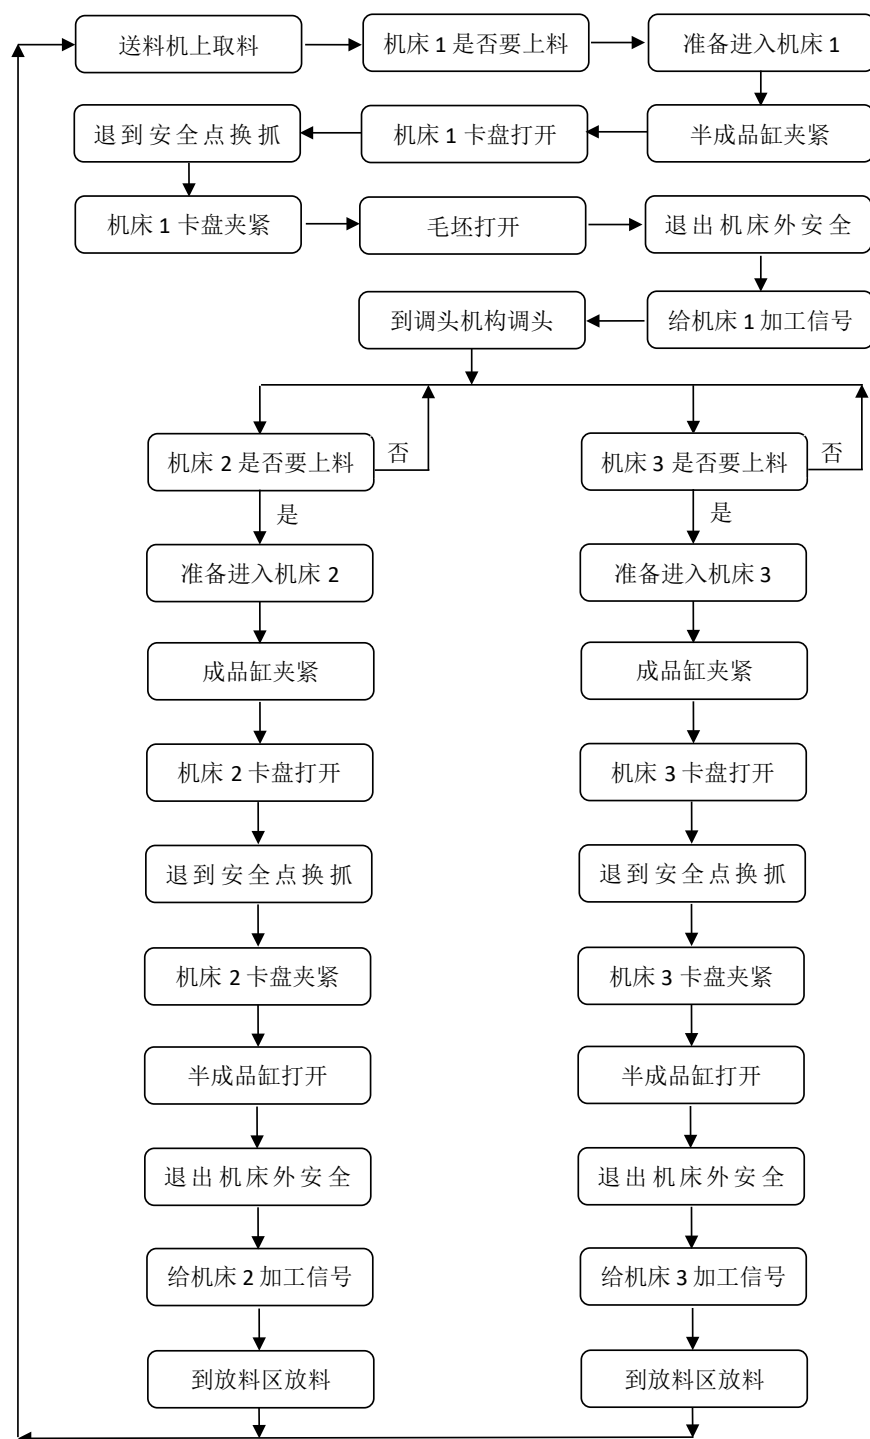 送料机上取料
机床1是否要上料
准备进入机床1
退到安全点换抓
机床1卡盘打开
半成品缸夹紧
机床1卡盘夹紧
毛坯打开
退出机床外安全
到调头机构调头
给机床1加工信号
机床2是否要上料
否
机床3是否要上料
否
是
是
准备进入机床2
准备进入机床3
成品缸夹紧
成品缸夹紧
机床2卡盘打开
机床3卡盘打开
退到安全点换抓
退到安全点换抓
机床2卡盘夹紧
机床3卡盘夹紧
半成品缸打开
半成品缸打开
退出机床外安全
退出机床外安全
给机床2加工信号
给机床3加工信号
到放料区放料
到放料区放料